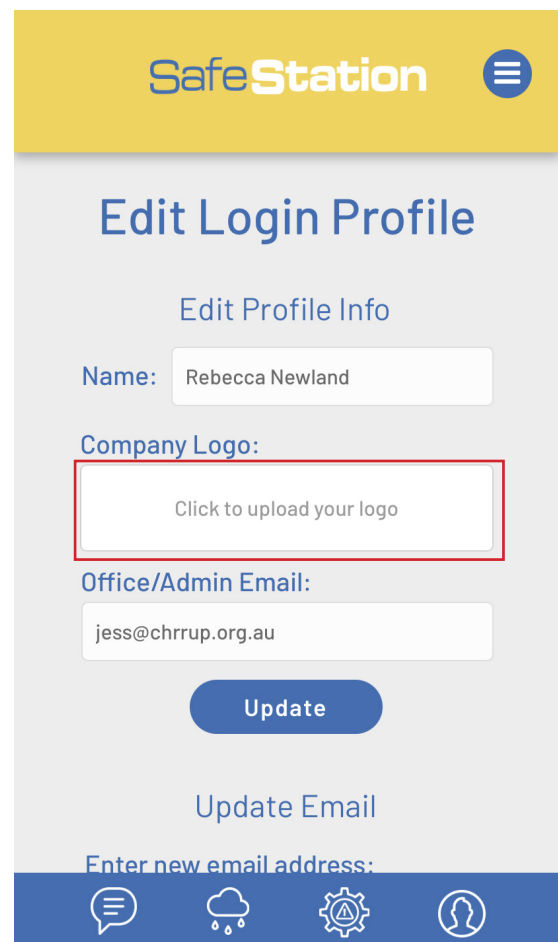 SafeStation
Edit Login Profile
Edit Profile Info
Name: Rebecca Newland
Company Logo:
Click to upload your logo
Office/Admin Email:
jess@chrrup.org.au
Update
Update Email
Enter new email address: